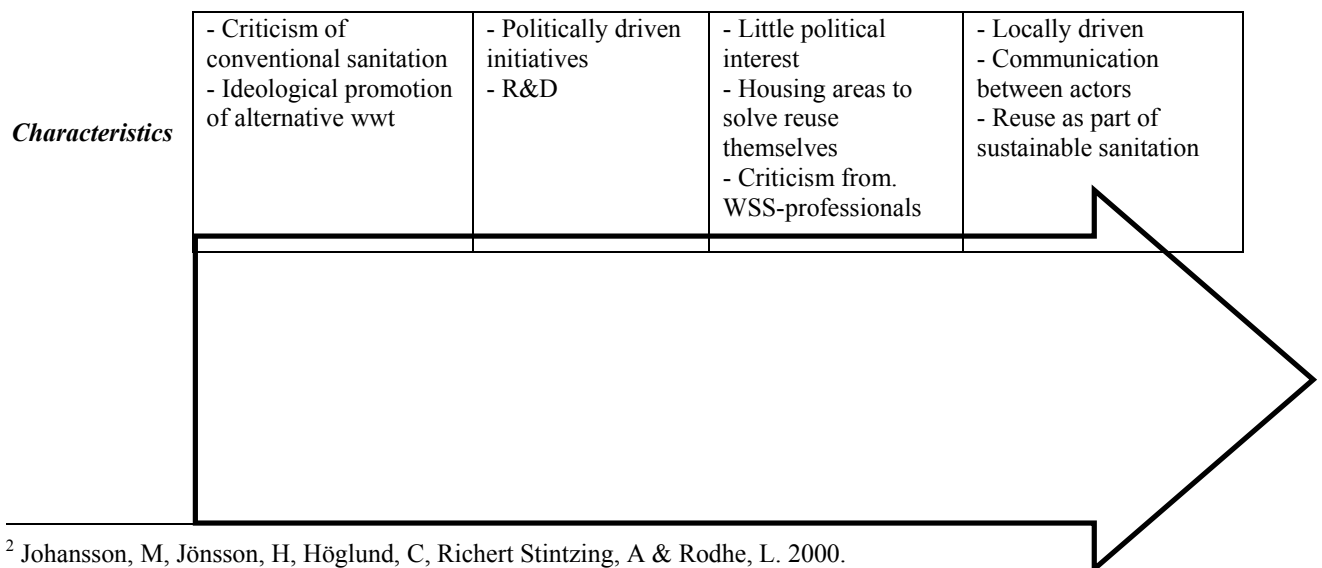 - Criticism of
conventional sanitation
- Ideological promotion
of alternative wwt
- Politically driven
initiatives
- R&D
- Little political
interest
- Housing areas to
solve reuse
themselves
- Criticism from.
WSS-professionals
- Locally driven
- Communication
between actors
- Reuse as part of
sustainable sanitation
Characteristics
2 Johansson, M, Jönsson, H, Höglund, C, Richert Stintzing, A & Rodhe, L. 2000.